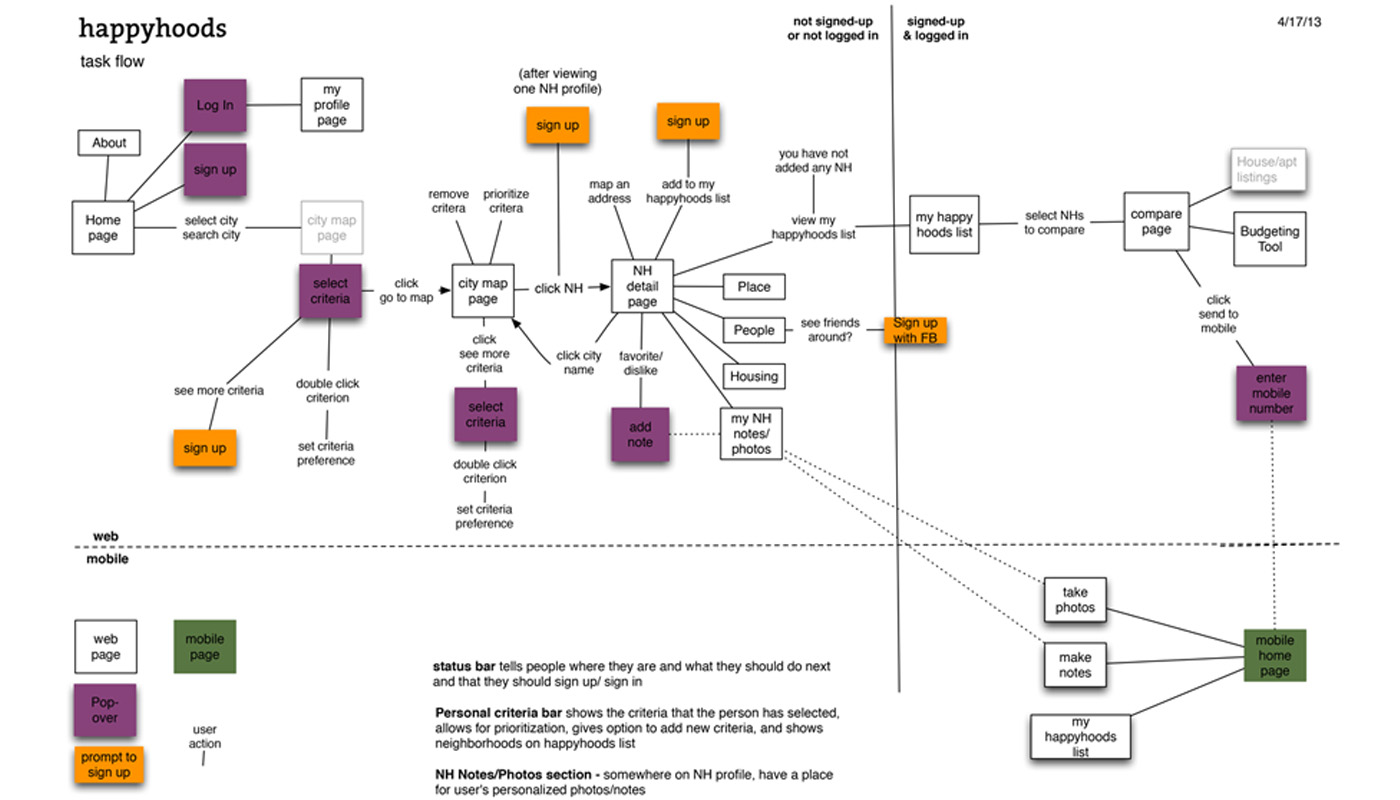 happyhoods
task flow
not signed-up
or not logged in
signed-up
& logged in
4/17/13
Log In
my
profile
page
About
sign up
Home
page
select city
search city
city map
page
select
criteria
click
go to map
see more criteria
sign up
double click
criterion
set criteria
preference
remove
critera
prioritize
critera
city map
page
click
see more
criteria
select
criteria
double click
criterion
set criteria
preference
(after viewing
one NH profile)
sign up
click NH
click city
name
sign up
map an
address
add to my
happyhoods list
NH
detail
page
favorite/
dislike
add
note
you have not
added any NH
view my
happyhoods list
Place
People
see friends
around?
Sign up
with FB
Housing
my NH
notes/
photos
my happy
hoods list
select NHs
to compare
compare
page
House/apt
listings
Budgeting
Tool
click
send to
mobile
enter
mobile
number
web
mobile
take
photos
make
notes
my
happyhoods
list
mobile
home
page
web
page
mobile
page
Pop-
over
user
action
prompt to
sign up
status bar tells people where they are and what they should do next
and that they should sign up/ sign in
Personal criteria bar shows the criteria that the person has selected,
allows for prioritization, gives option to add new criteria, and shows
neighborhoods on happyhoods list
NH Notes/Photos section - somewhere on NH profile, have a place
for user's personalized photos/notes